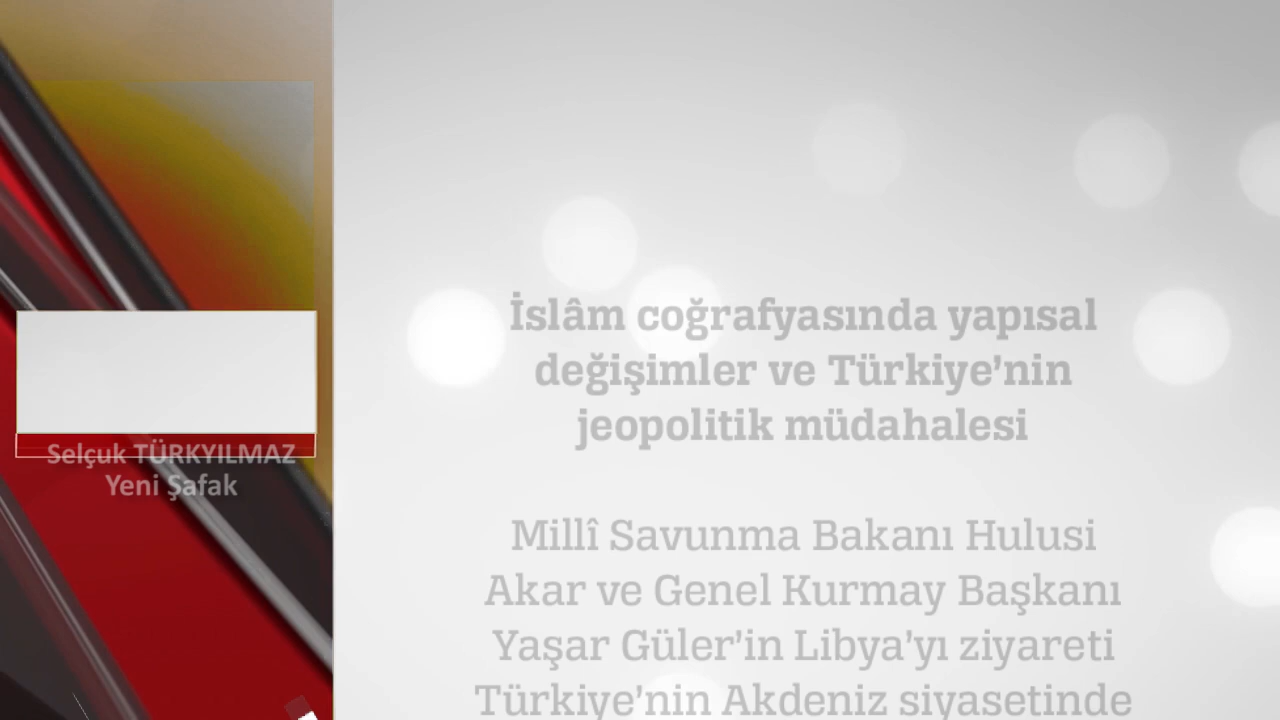 Selçuk TÜRKYILMAZ
Yeni Şafak
İslâm coğrafyasında yapısal
değişimler ve Türkiye’nin
jeopolitik müdahalesi
Millî Savunma Bakanı Hulusi
Akar ve Genel Kurmay Başkanı
Yaşar Güler’in Libya’yı ziyareti
Türkiye’nin Akdeniz siyasetinde